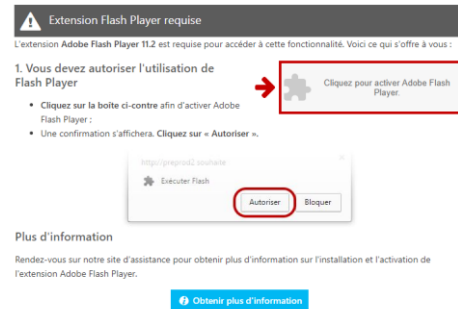 Extension Flash Player requise
L'extension Adobe Flash Player 11.2 est requise pour accéder à cette fonctionnalité. Voici ce qui s'offre à vous :
1. Vous devez autoriser l'utilisation de
Flash Player
• Cliquez sur la boîte ci-contre afin d'activer Adobe
Flash Player ;
• Une confirmation s'affichera. Cliquez sur « Autoriser ».
Cliquez pour activer Adobe Flash
Player.
http://preprod2.souhaite
Exécuter Flash
Autoriser
Bloquer
Plus d'information
Rendez-vous sur notre site d'assistance pour obtenir plus d'information sur l'installation et l'activation de
l'extension Adobe Flash Player.
Obtenir plus d'information